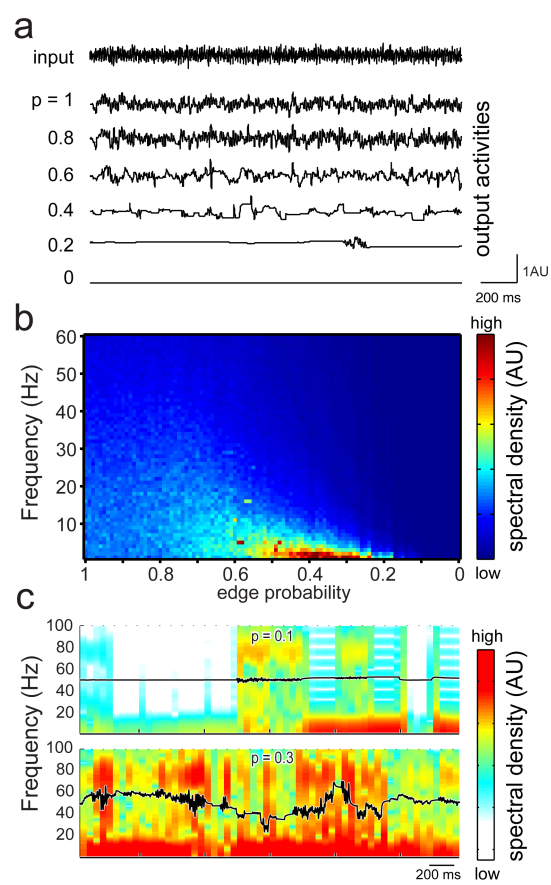 a
input
p = 1
0.8
0.6
0.4
0.2
0
output activities
1AU
200 ms
b
high
60
50
40
30
20
10
Frequency (Hz)
1 0.8 0.6 0.4 0.2 0
edge probability
spectral density (AU)
low
c
high
100
80
60
40
20
Frequency (Hz)
p = 0.1
100
80
60
40
20
Frequency (Hz)
p = 0.3
spectral density (AU)
low
200 ms